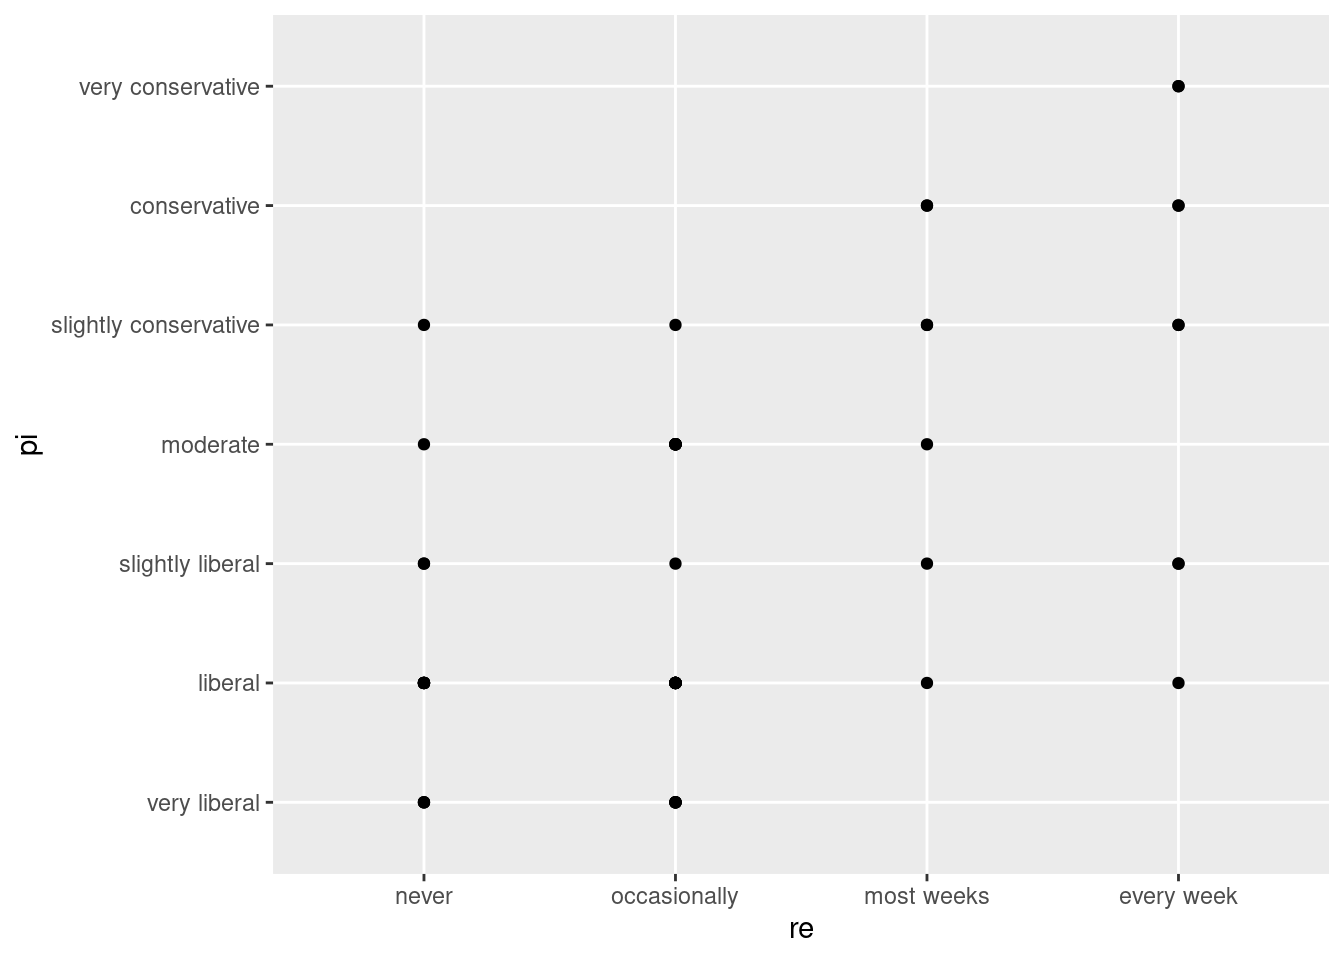 very conservative
conservative
slightly conservative
moderate
slightly liberal
liberal
very liberal
pi
never occasionally most weeks every week
re